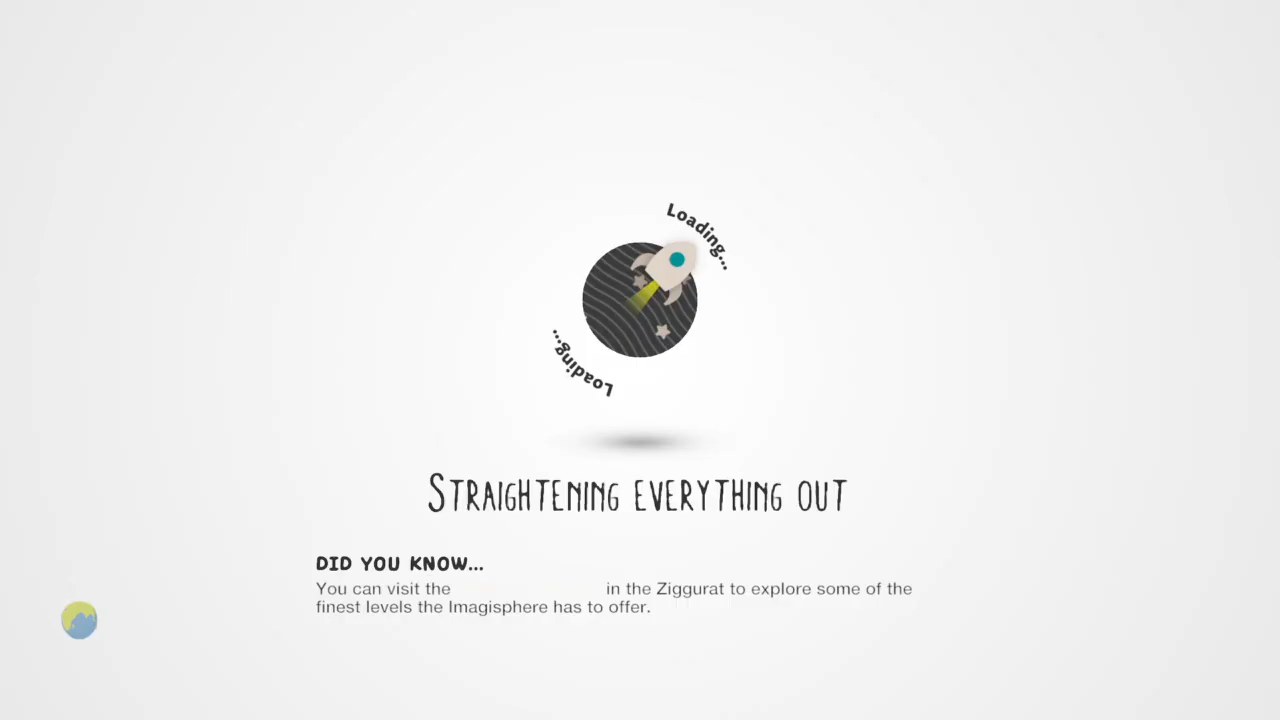 Loading...
Loading...
STRAIGHTENING EVERYTHING OUT
DID YOU KNOW...
You can visit the in the Ziggurat to explore some of the
finest levels the Imagisphere has to offer.